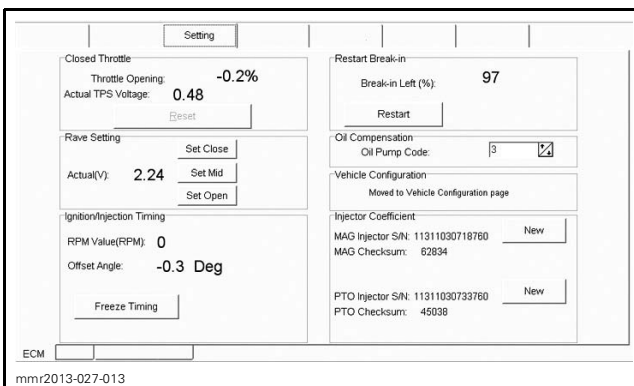 Setting
Closed Throttle
Throttle Opening: -0.2%
Actual TPS Voltage: 0.48
Reset
Rave Setting
Set Close
Actual(V): 2.24 Set Mid
Set Open
Ignition/Injection Timing
RPM Value(RPM): 0
Offset Angle: -0.3 Deg
Freeze Timing
Restart Break-in
Break-in Left (%): 97
Restart
Oil Compensation
Oil Pump Code: 3
Vehicle Configuration
Moved to Vehicle Configuration page
Injector Coefficient
MAG Injector S/N: 11311030718760 New
MAG Checksum: 62834
PTO Injector S/N: 11311030733760 New
PTO Checksum: 45038
ECM
mmr2013-027-013